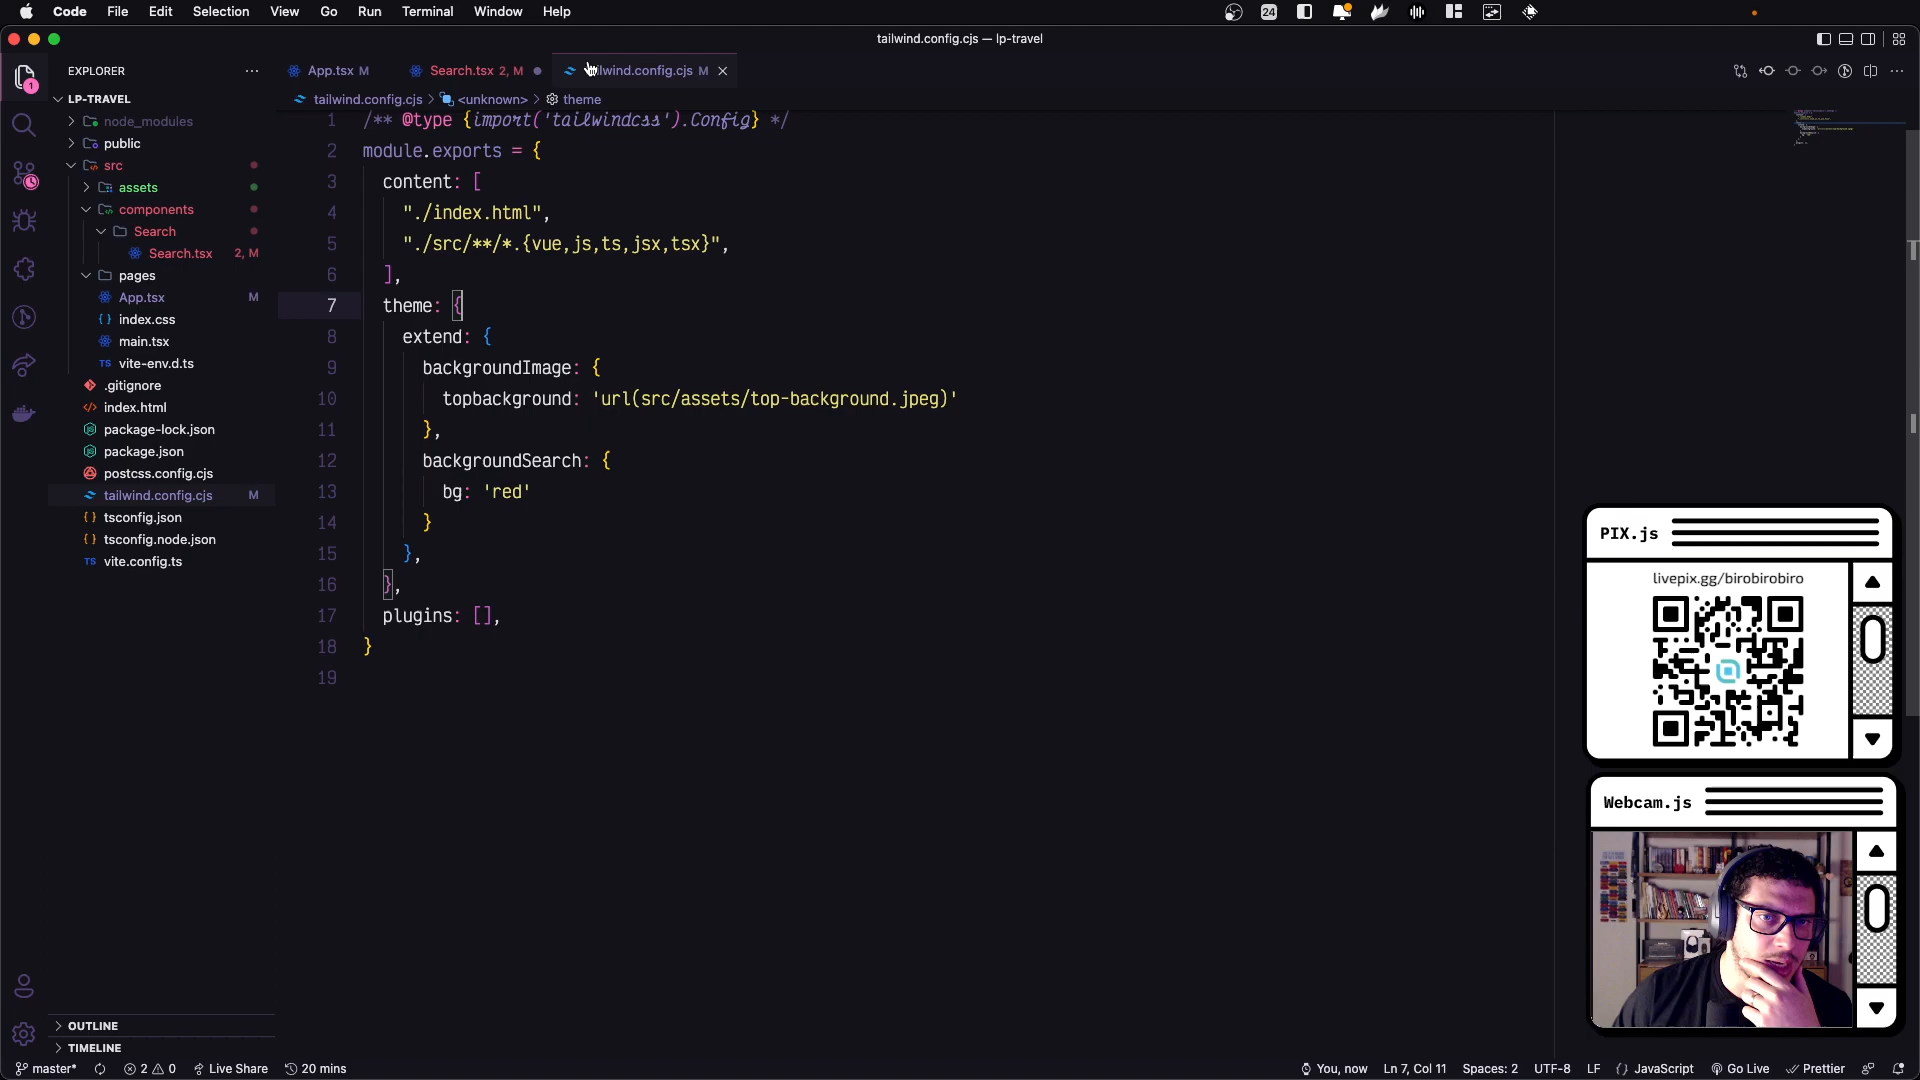 Code File Edit Selection View Go Run Terminal Window Help
24
tailwind.config.cjs — lp-travel
EXPLORER
App.tsx M
Search.tsx 2, M
ilwind.config.cjs M
1
LP-TRAVEL
node_modules
public
src
assets
components
Search
Search.tsx 2, M
pages
App.tsx M
index.css
main.tsx
TS vite-env.d.ts
.gitignore
index.html
package-lock.json
package.json
postcss.config.cjs
tailwind.config.cjs M
tsconfig.json
tsconfig.node.json
TS vite.config.ts
OUTLINE
TIMELINE
tailwind.config.cjs > <unknown> > theme
1 /** @type {import('tailwindcss').Config} */
2 module.exports = {
3 content: [
4 "./index.html",
5 "./src/**/*.{vue,js,ts,jsx,tsx}",
6 ],
7 theme: {
8 extend: {
9 backgroundImage: {
10 topbackground: 'url(src/assets/top-background.jpeg)'
11 },
12 backgroundSearch: {
13 bg: 'red'
14 }
15 },
16 },
17 plugins: [],
18 }
19
PIX.js
livepix.gg/birobirobiro
Webcam.js
master* 2 0 Live Share 20 mins
You, now Ln 7, Col 11 Spaces: 2 UTF-8 LF {} JavaScript Go Live Prettier